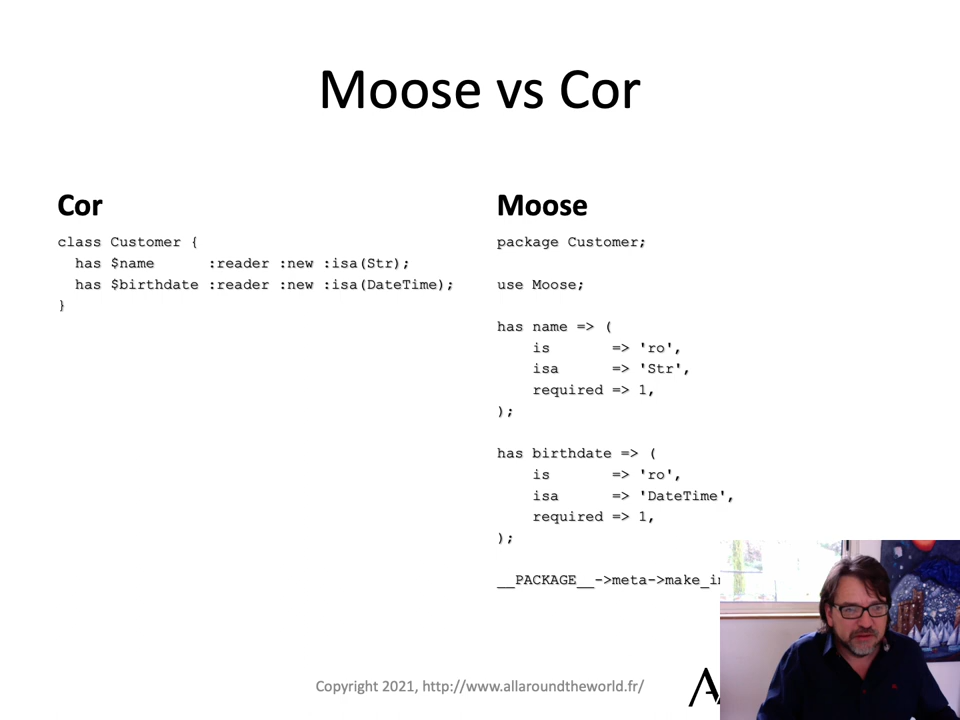 Moose vs Cor
Cor
class Customer {
  has $name      :reader :new :isa(Str);
  has $birthdate :reader :new :isa(DateTime);
}
Moose
package Customer;
use Moose;
has name => (
    is       => 'ro',
    isa      => 'Str',
    required => 1,
);
has birthdate => (
    is       => 'ro',
    isa      => 'DateTime',
    required => 1,
);
__PACKAGE__->meta->make_i
Copyright 2021, http://www.allaroundtheworld.fr/